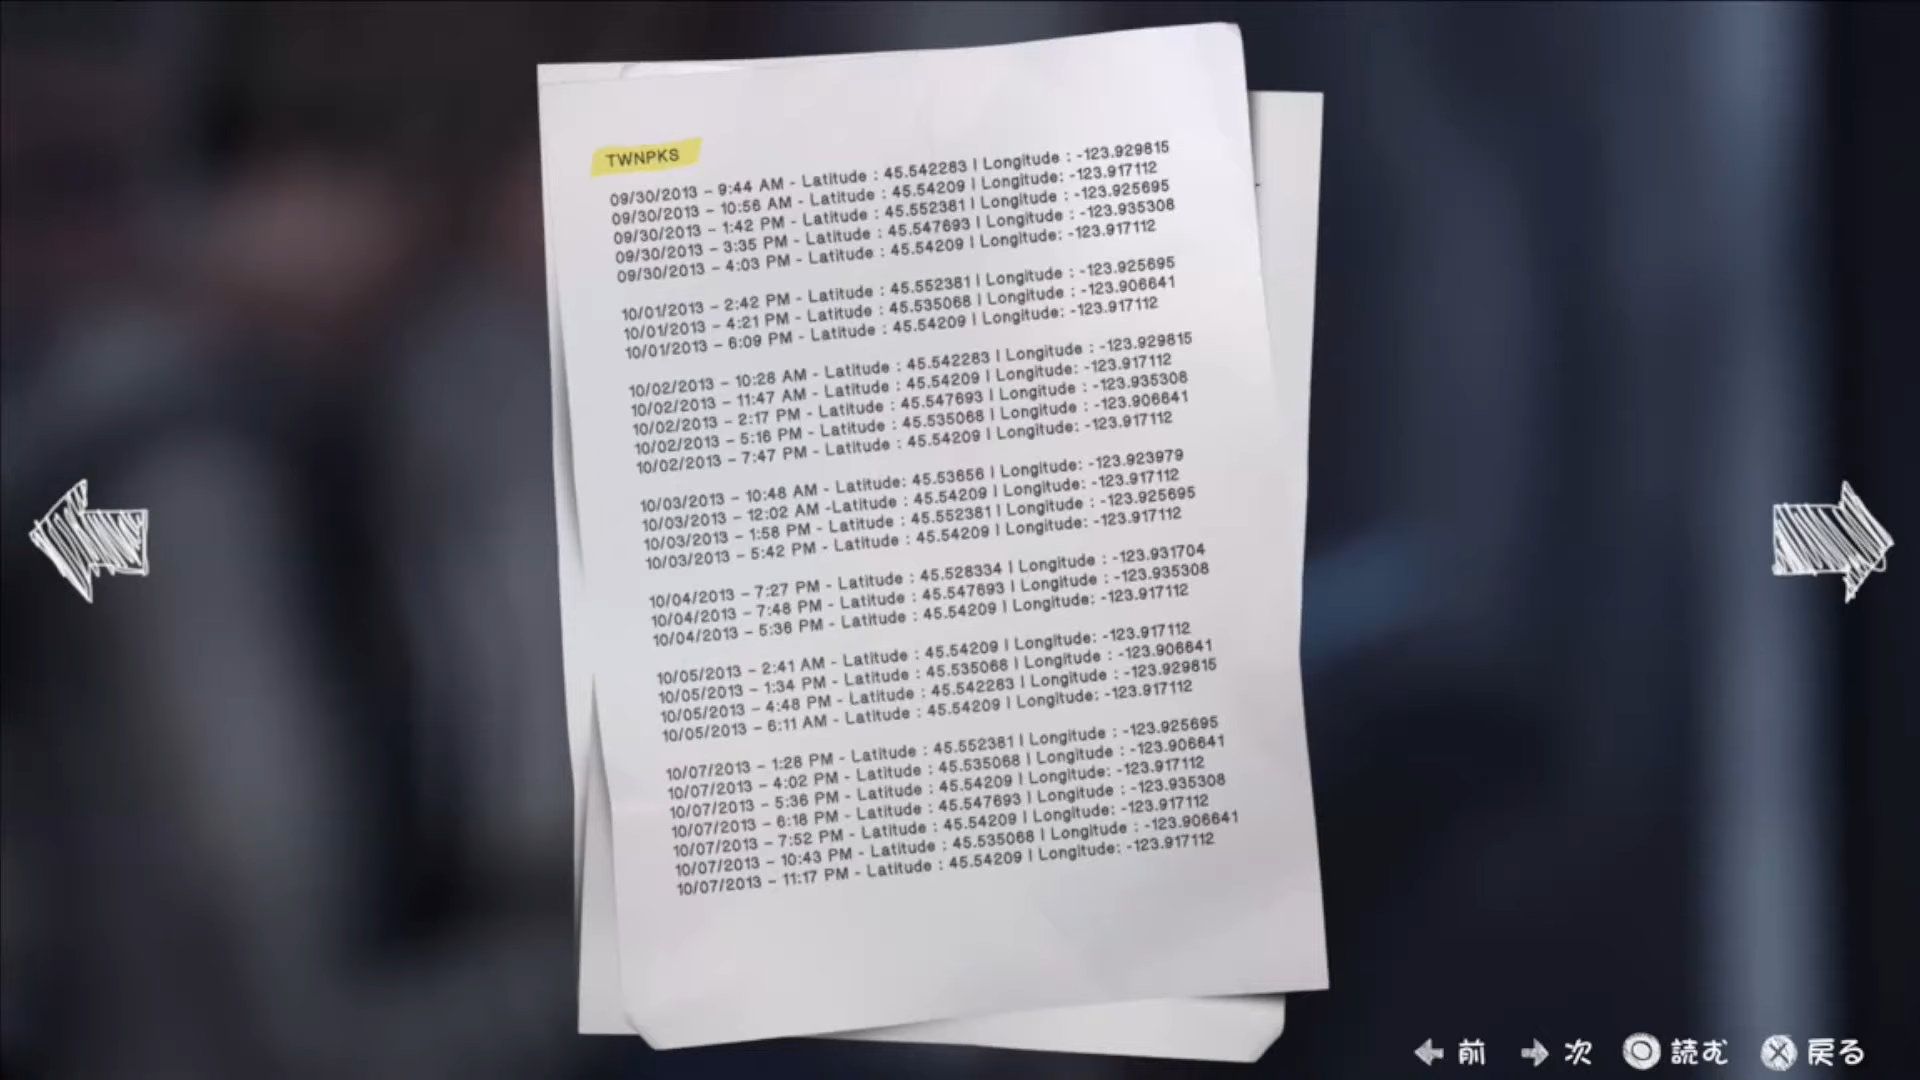 TWNPKS
09/30/2013 – 9:44 AM - Latitude : 45.542283 | Longitude : -123.929815
09/30/2013 – 10:56 AM - Latitude : 45.54209 | Longitude: -123.917112
09/30/2013 – 1:42 PM - Latitude : 45.552381 | Longitude : -123.925695
09/30/2013 – 3:35 PM - Latitude : 45.547693 | Longitude : -123.935308
09/30/2013 – 4:03 PM - Latitude : 45.54209 | Longitude: -123.917112
10/01/2013 – 2:42 PM - Latitude : 45.552381 | Longitude : -123.925695
10/01/2013 – 4:21 PM - Latitude : 45.535068 | Longitude : -123.906641
10/01/2013 – 6:09 PM - Latitude : 45.54209 | Longitude: -123.917112
10/02/2013 – 10:28 AM - Latitude : 45.542283 | Longitude : -123.929815
10/02/2013 – 11:47 AM - Latitude : 45.54209 | Longitude: -123.917112
10/02/2013 – 2:17 PM - Latitude : 45.547693 | Longitude : -123.935308
10/02/2013 – 5:16 PM - Latitude : 45.535068 | Longitude : -123.906641
10/02/2013 – 7:47 PM - Latitude : 45.54209 | Longitude: -123.917112
10/03/2013 – 10:48 AM - Latitude: 45.53656 | Longitude: -123.923979
10/03/2013 – 12:02 AM -Latitude : 45.54209 | Longitude: -123.917112
10/03/2013 – 1:58 PM - Latitude : 45.552381 | Longitude : -123.925695
10/03/2013 – 5:42 PM - Latitude : 45.54209 | Longitude: -123.917112
10/04/2013 – 7:27 PM - Latitude : 45.528334 | Longitude : -123.931704
10/04/2013 – 7:48 PM - Latitude : 45.547693 | Longitude : -123.935308
10/04/2013 – 5:36 PM - Latitude : 45.54209 | Longitude: -123.917112
10/05/2013 – 2:41 AM - Latitude : 45.54209 | Longitude: -123.917112
10/05/2013 – 1:34 PM - Latitude : 45.535068 | Longitude : -123.906641
10/05/2013 – 4:48 PM - Latitude : 45.542283 | Longitude : -123.929815
10/05/2013 – 6:11 AM - Latitude : 45.54209 | Longitude: -123.917112
10/07/2013 – 1:28 PM - Latitude : 45.552381 | Longitude : -123.925695
10/07/2013 – 4:02 PM - Latitude : 45.535068 | Longitude : -123.906641
10/07/2013 – 5:36 PM - Latitude : 45.54209 | Longitude: -123.917112
10/07/2013 – 6:18 PM - Latitude : 45.547693 | Longitude : -123.935308
10/07/2013 – 7:52 PM - Latitude : 45.54209 | Longitude: -123.917112
10/07/2013 – 10:43 PM - Latitude : 45.535068 | Longitude : -123.906641
10/07/2013 – 11:17 PM - Latitude : 45.54209 | Longitude: -123.917112
前 次 読む 戻る